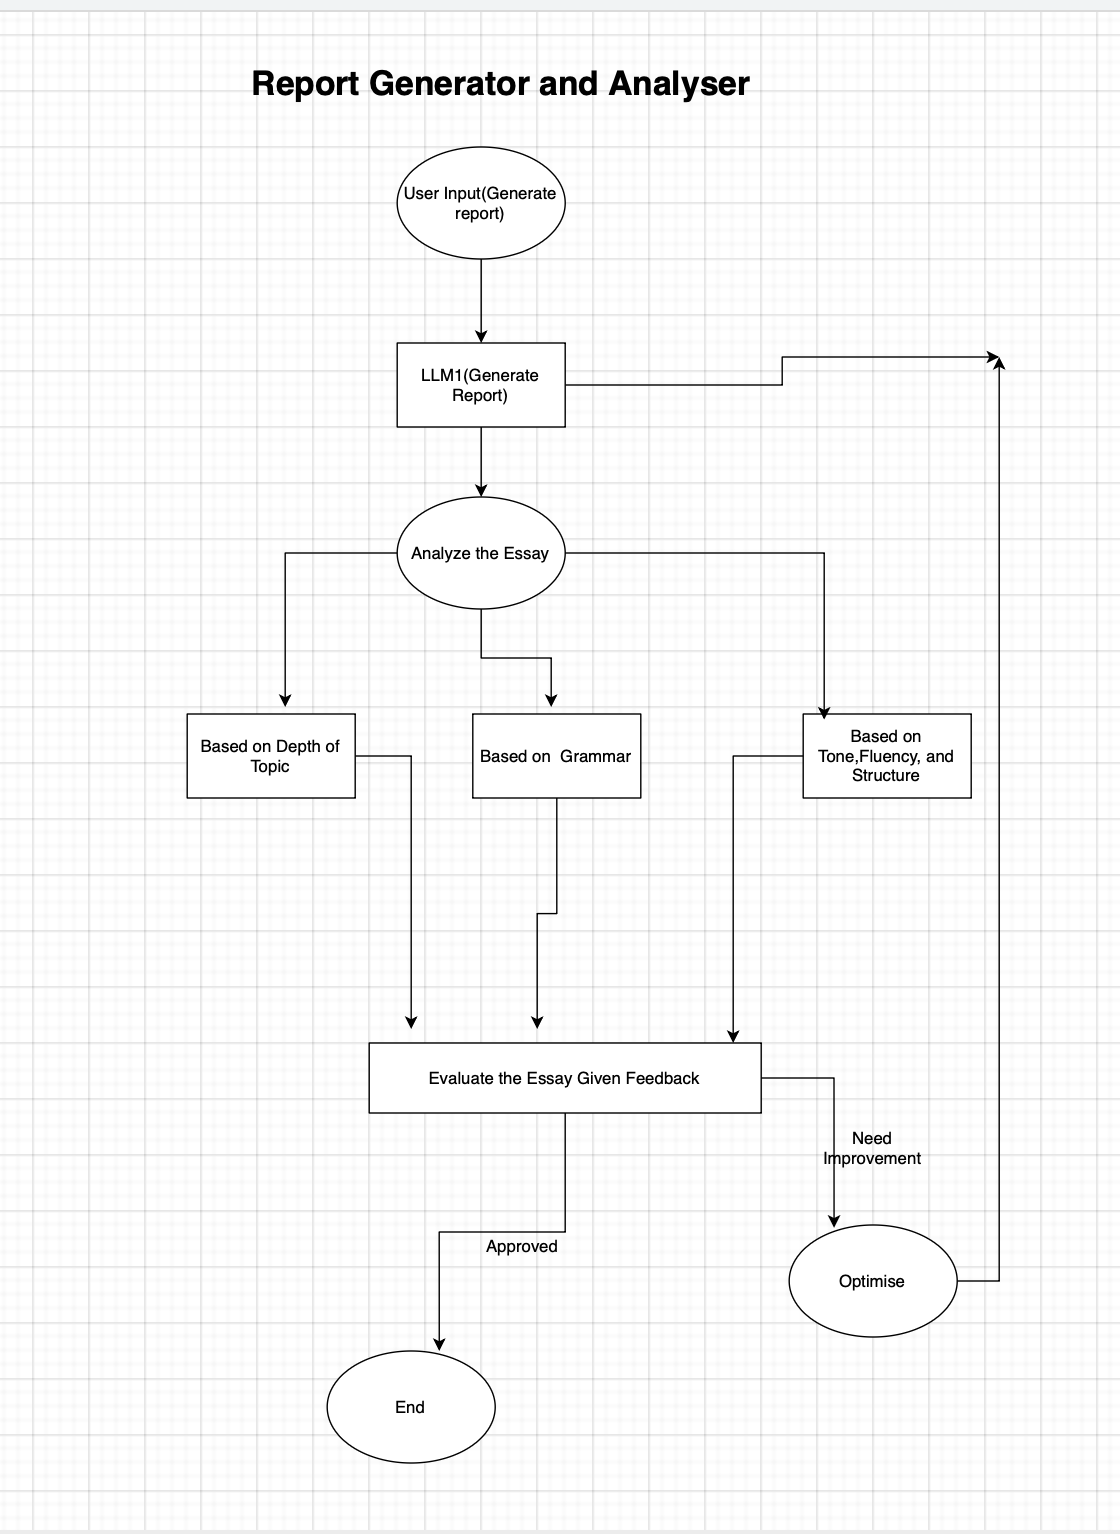 Report Generator and Analyser
User Input(Generate
report)
LLM1(Generate
Report)
Analyze the Essay
Based on Depth of
Topic
Based on  Grammar
Based on
Tone,Fluency, and
Structure
Evaluate the Essay Given Feedback
Need
Improvement
Approved
Optimise
End